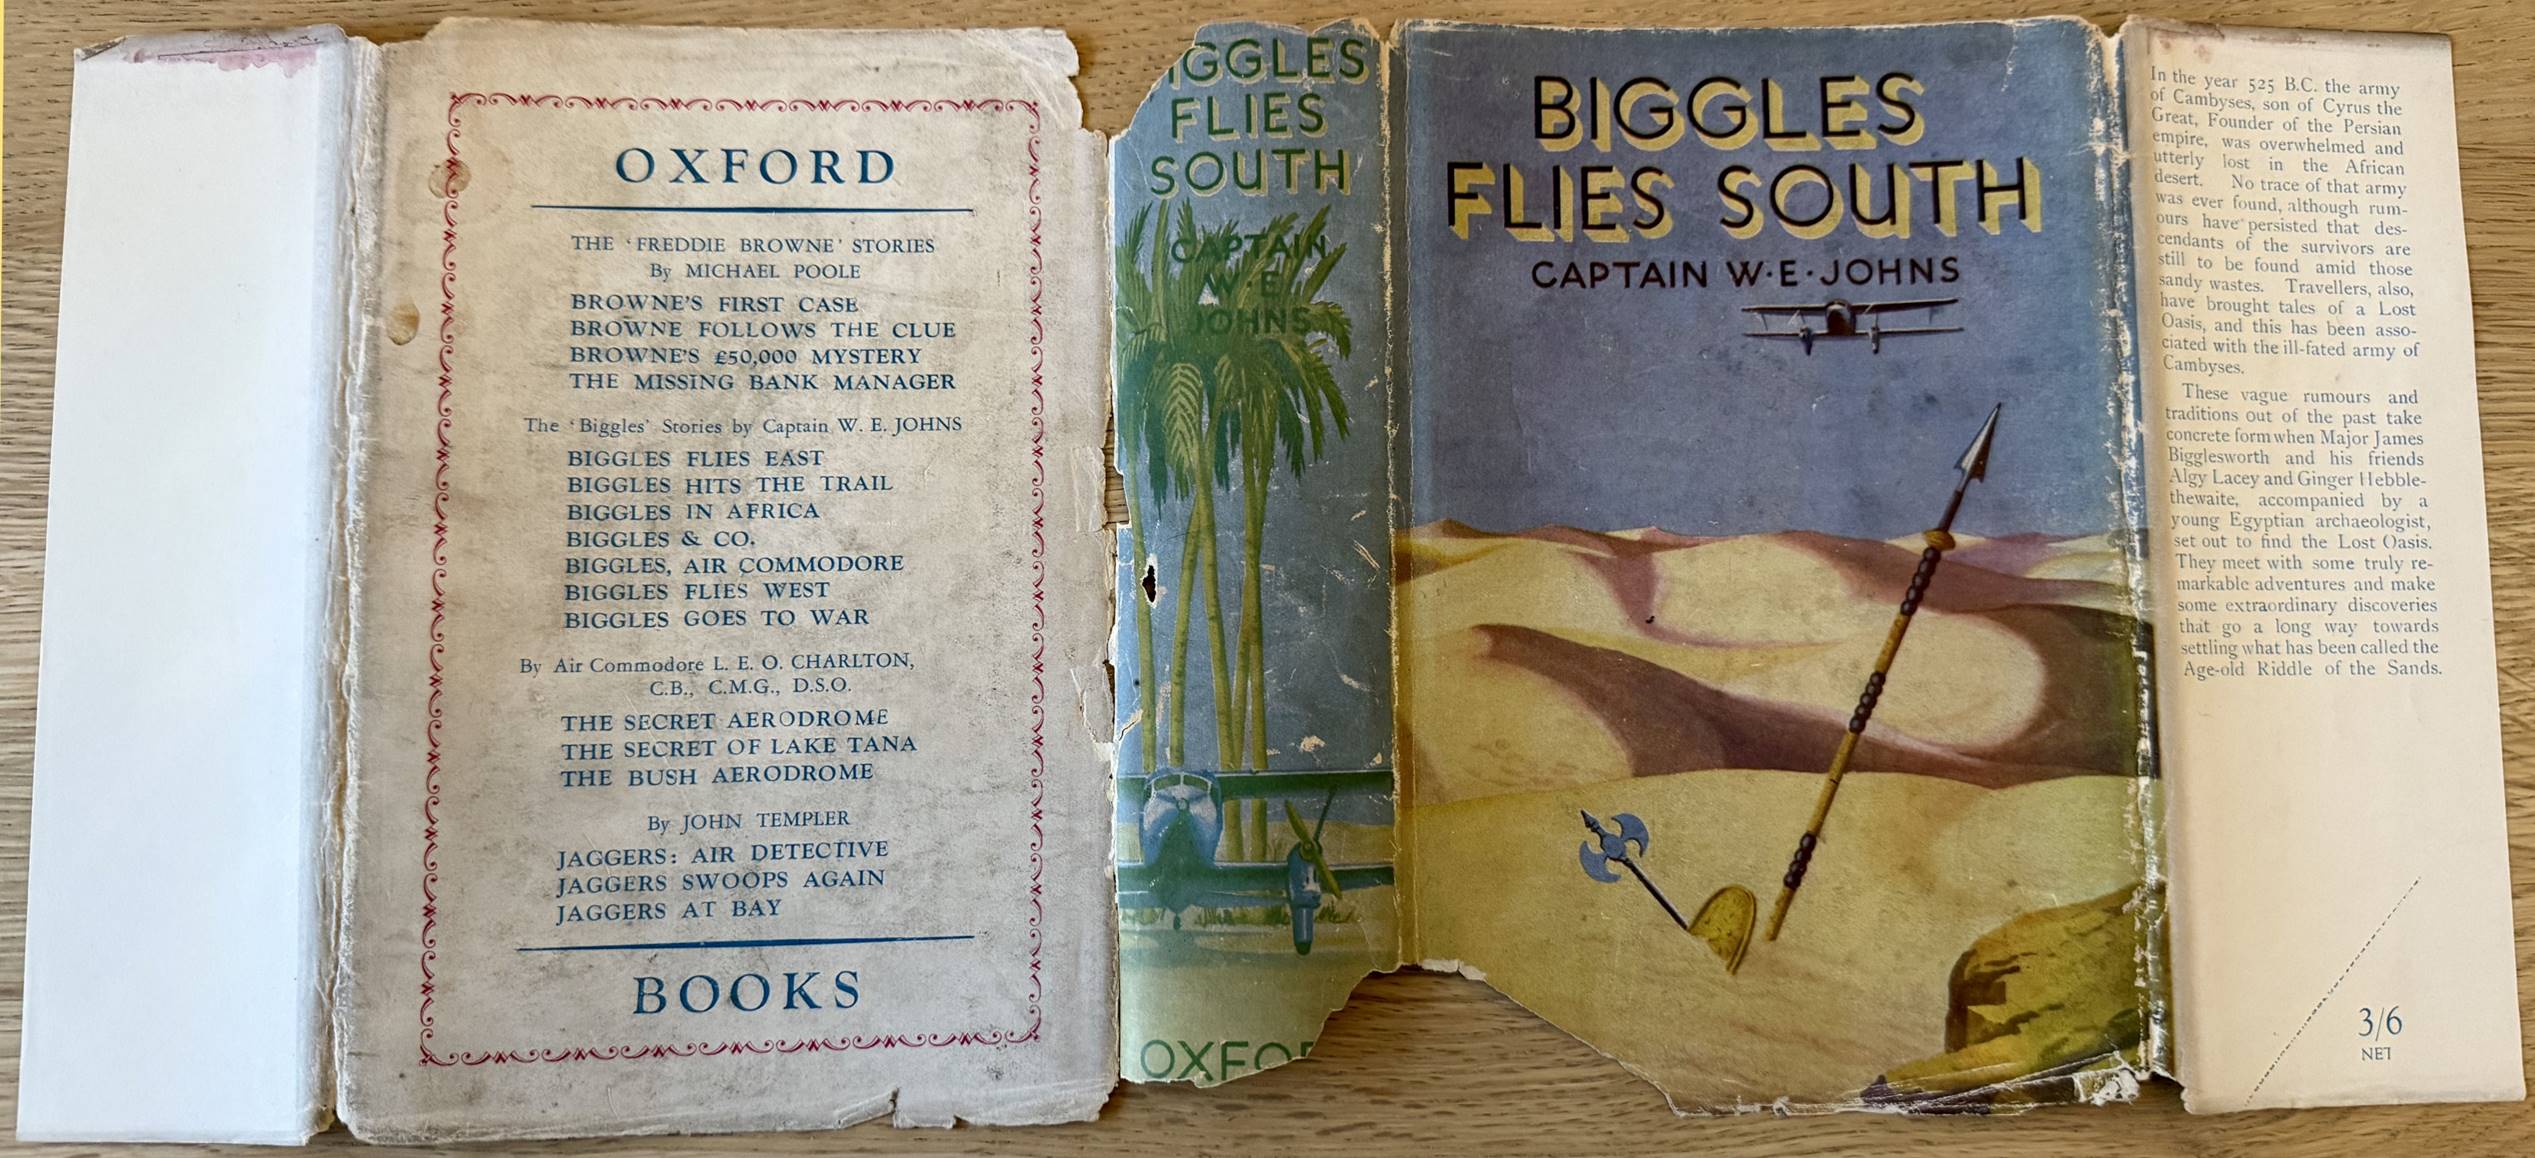 OXFORD
THE 'FREDDIE BROWNE' STORIES
By MICHAEL POOLE
BROWNE'S FIRST CASE
BROWNE FOLLOWS THE CLUE
BROWNE'S £50,000 MYSTERY
THE MISSING BANK MANAGER
The 'Biggles' Stories by Captain W. E. JOHNS
BIGGLES FLIES EAST
BIGGLES HITS THE TRAIL
BIGGLES IN AFRICA
BIGGLES & CO.
BIGGLES, AIR COMMODORE
BIGGLES FLIES WEST
BIGGLES GOES TO WAR
By Air Commodore L. E. O. CHARLTON,
C.B., C.M.G., D.S.O.
THE SECRET AERODROME
THE SECRET OF LAKE TANA
THE BUSH AERODROME
By JOHN TEMPLER
JAGGERS: AIR DETECTIVE
JAGGERS SWOOPS AGAIN
JAGGERS AT BAY
BOOKS
IGGLES
FLIES
SOUTH
CAPTAIN
W·E·
JOHNS
OXFO
BIGGLES
FLIES SOUTH
CAPTAIN W·E·JOHNS
In the year 525 B.C. the army
of Cambyses, son of Cyrus the
Great, Founder of the Persian
empire, was overwhelmed and
utterly lost in the African
desert. No trace of that army
was ever found, although rum-
ours have persisted that des-
cendants of the survivors are
still to be found amid those
sandy wastes. Travellers, also,
have brought tales of a Lost
Oasis, and this has been asso-
ciated with the ill-fated army of
Cambyses.
These vague rumours and
traditions out of the past take
concrete form when Major James
Bigglesworth and his friends
Algy Lacey and Ginger Hebble-
thewaite, accompanied by a
young Egyptian archaeologist,
set out to find the Lost Oasis.
They meet with some truly re-
markable adventures and make
some extraordinary discoveries
that go a long way towards
settling what has been called the
Age-old Riddle of the Sands.
3/6
NET